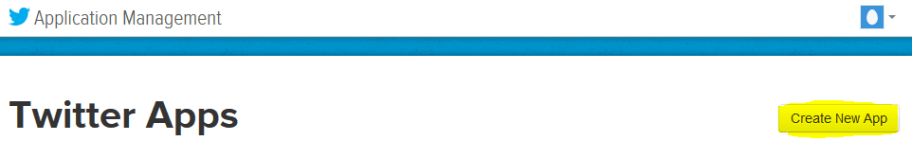 Application Management
Twitter Apps
Create New App